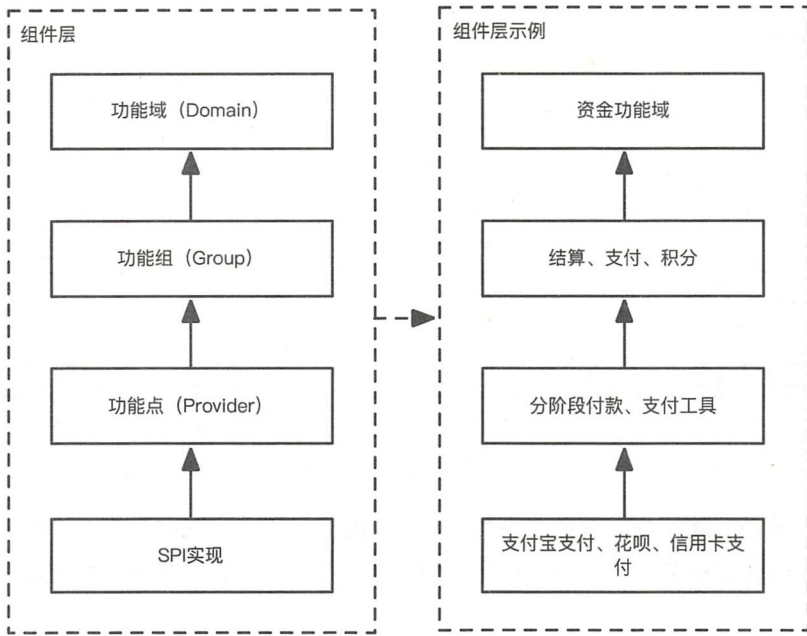 组件层
功能域（Domain）
功能组（Group）
功能点（Provider）
SPI实现
组件层示例
资金功能域
结算、支付、积分
分阶段付款、支付工具
支付宝支付、花呗、信用卡支
付